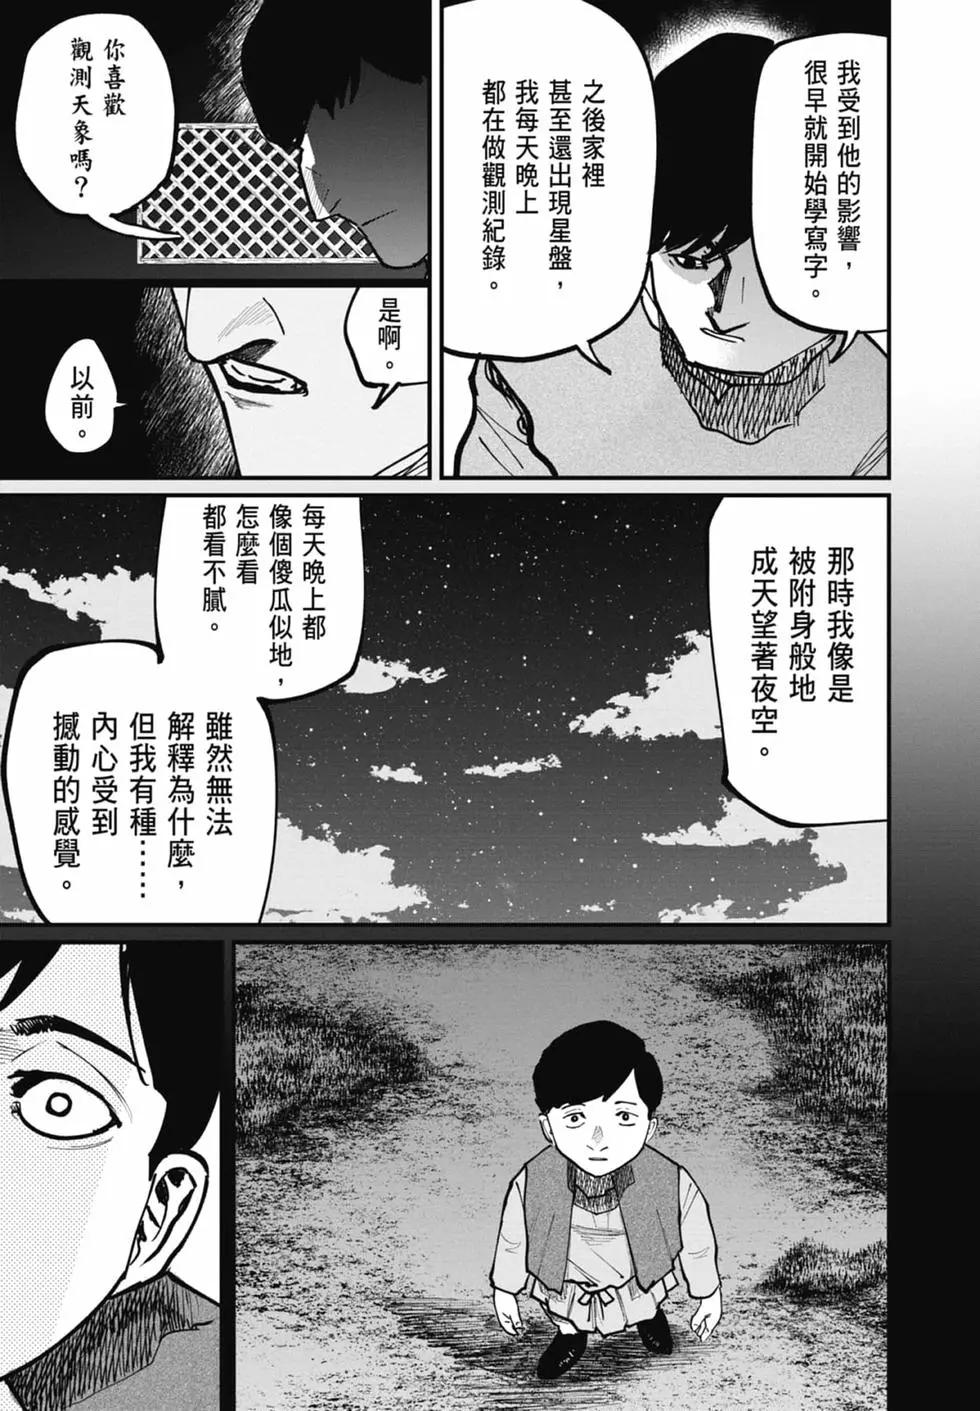 我受到他的影響，
很早就開始學寫字。
之後家裡
甚至還出現星盤，
我每天晚上
都在做觀測紀錄。
你喜歡
觀測天象嗎？
是啊。
以前。
那時我像是
被附身般地
成天望著夜空。
每天晚上都
像個傻瓜似地，
怎麼看
都看不膩。
雖然無法
解釋為什麼，
但我有種……
內心受到
撼動的感覺。